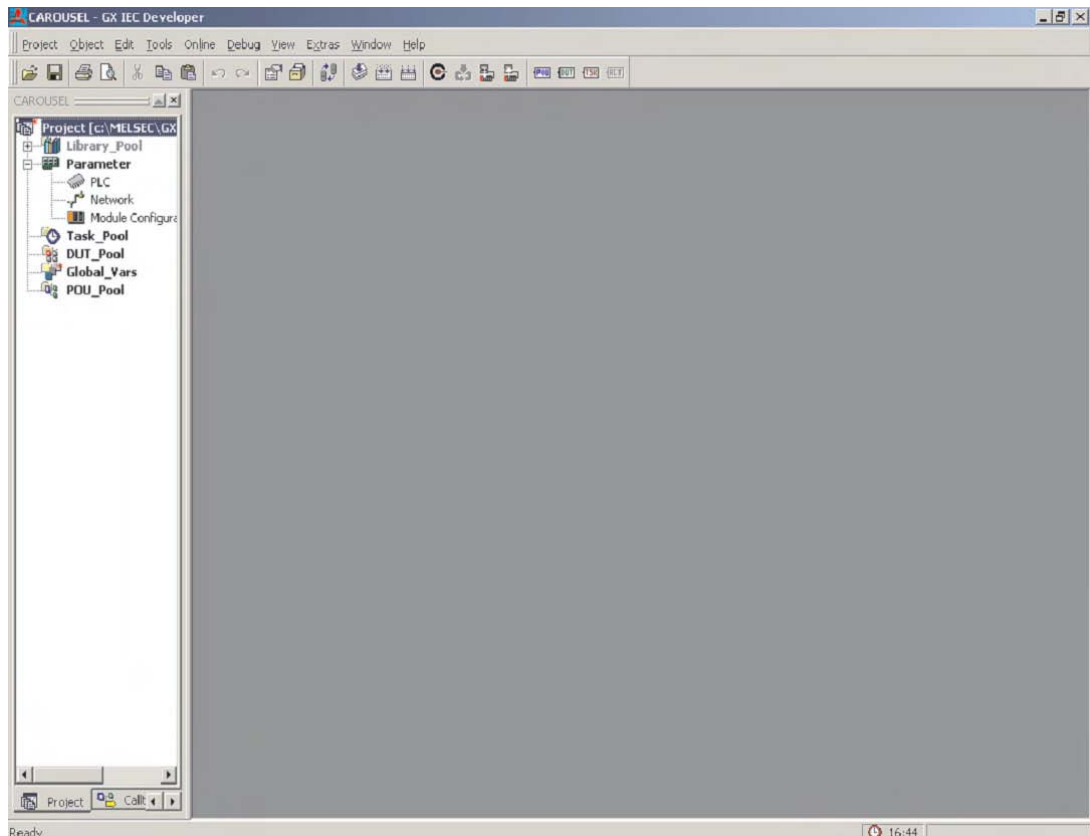 CAROUSEL - GX IEC Developer
Project Object Edit Tools Online Debug View Extras Window Help
CAROUSEL
Project [c:\MELSEC\GX
Library_Pool
Parameter
PLC
Network
Module Configura
Task_Pool
DUT_Pool
Global_Vars
POU_Pool
Project Callt
Ready 16:44